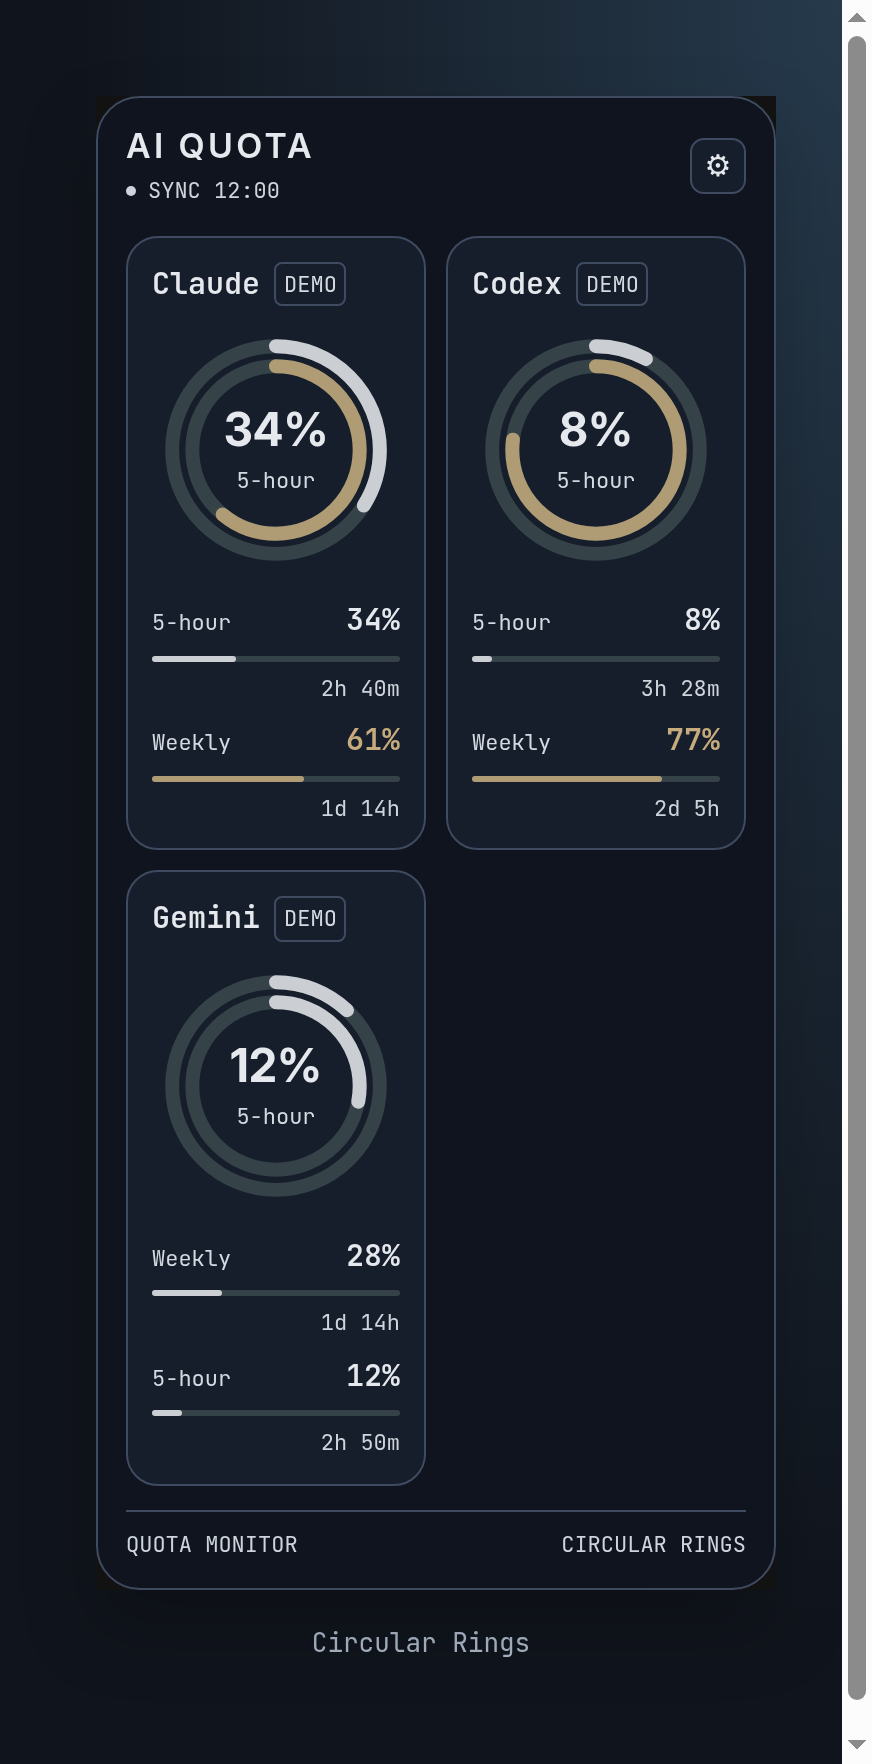 AI QUOTA
SYNC 12:00
Claude DEMO
34%
5-hour
5-hour 34%
2h 40m
Weekly 61%
1d 14h
Codex DEMO
8%
5-hour
5-hour 8%
3h 28m
Weekly 77%
2d 5h
Gemini DEMO
12%
5-hour
Weekly 28%
1d 14h
5-hour 12%
2h 50m
QUOTA MONITOR CIRCULAR RINGS
Circular Rings